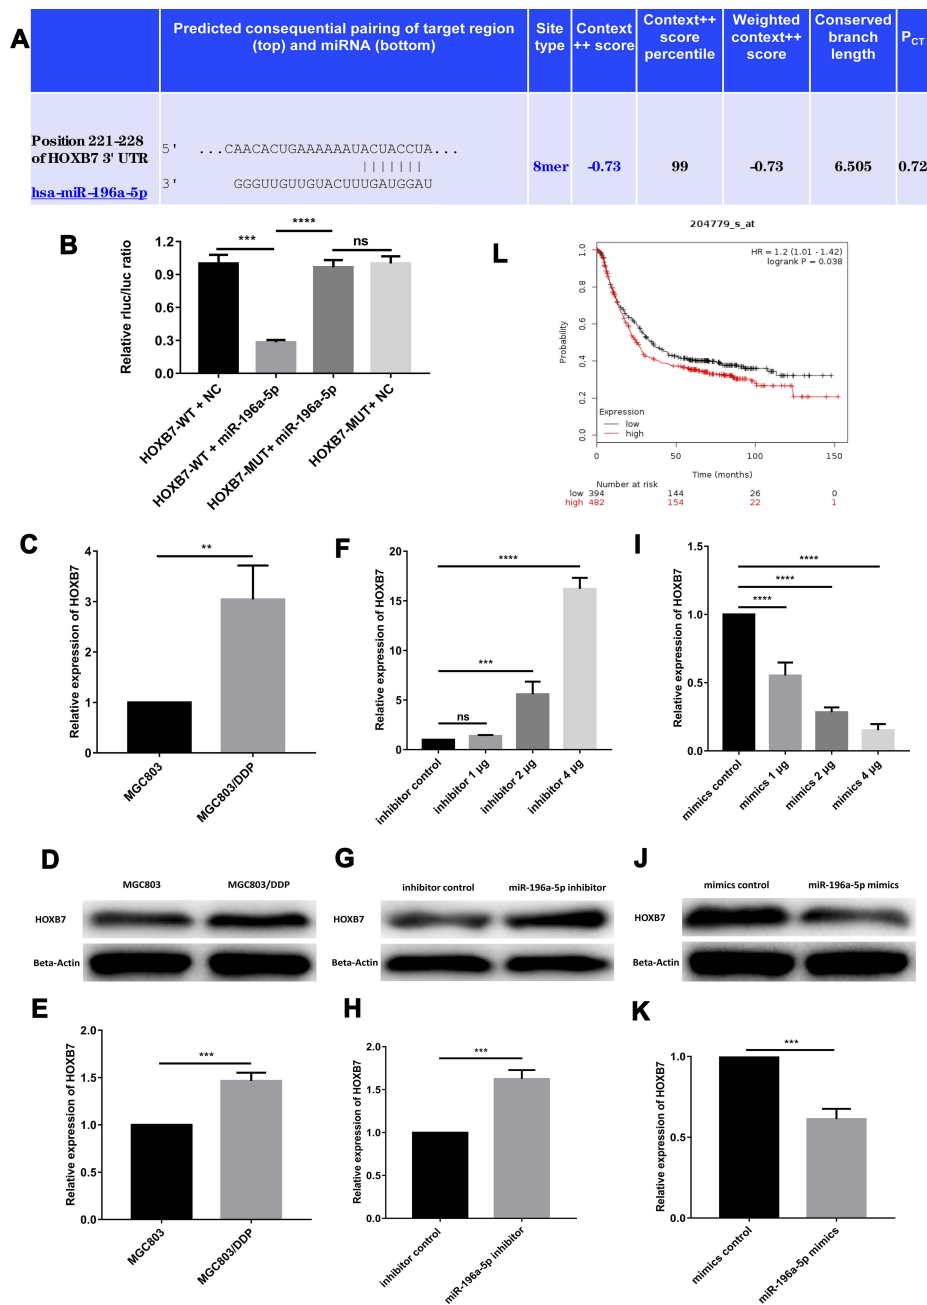 A
Predicted consequential pairing of target region
(top) and miRNA (bottom)
Site
type
Context
++ score
Context++
score
percentile
Weighted
context++
score
Conserved
branch
length
PCT
Position 221-228
of HOXB7 3' UTR
hsa-miR-196a-5p
5' ...CAACACUGAAAAAAUACUACCUA...
3' GGGUUGUUGUACUUUGAUGGAU
8mer
-0.73
99
-0.73
6.505
0.72
B
Relative rluc/luc ratio
1.2
0.9
0.6
0.3
0.0
***
****
ns
HOXB7-WT + NC
HOXB7-WT + miR-196a-5p
HOXB7-MUT+ miR-196a-5p
HOXB7-MUT+ NC
L
204779_s_at
HR = 1.2 (1.01 - 1.42)
logrank P = 0.038
Probability
1.0
0.8
0.6
0.4
0.2
0.0
Expression
low
high
0
50
100
150
Time (months)
Number at risk
low 394 144 26 0
high 482 154 22 1
C
Relative expression of HOXB7
4
3
2
1
0
**
MGC803
MGC803/DDP
F
Relative expression of HOXB7
20
15
10
5
0
****
***
ns
inhibitor control
inhibitor 1 μg
inhibitor 2 μg
inhibitor 4 μg
I
Relative expression of HOXB7
1.5
1.0
0.5
0.0
****
****
****
mimics control
mimics 1 μg
mimics 2 μg
mimics 4 μg
D
MGC803
MGC803/DDP
HOXB7
Beta-Actin
G
inhibitor control
miR-196a-5p inhibitor
HOXB7
Beta-Actin
J
mimics control
miR-196a-5p mimics
HOXB7
Beta-Actin
E
Relative expression of HOXB7
2.0
1.5
1.0
0.5
0.0
***
MGC803
MGC803/DDP
H
Relative expression of HOXB7
2.0
1.5
1.0
0.5
0.0
***
inhibitor control
miR-196a-5p inhibitor
K
Relative expression of HOXB7
1.0
0.5
0.0
***
mimics control
miR-196a-5p mimics